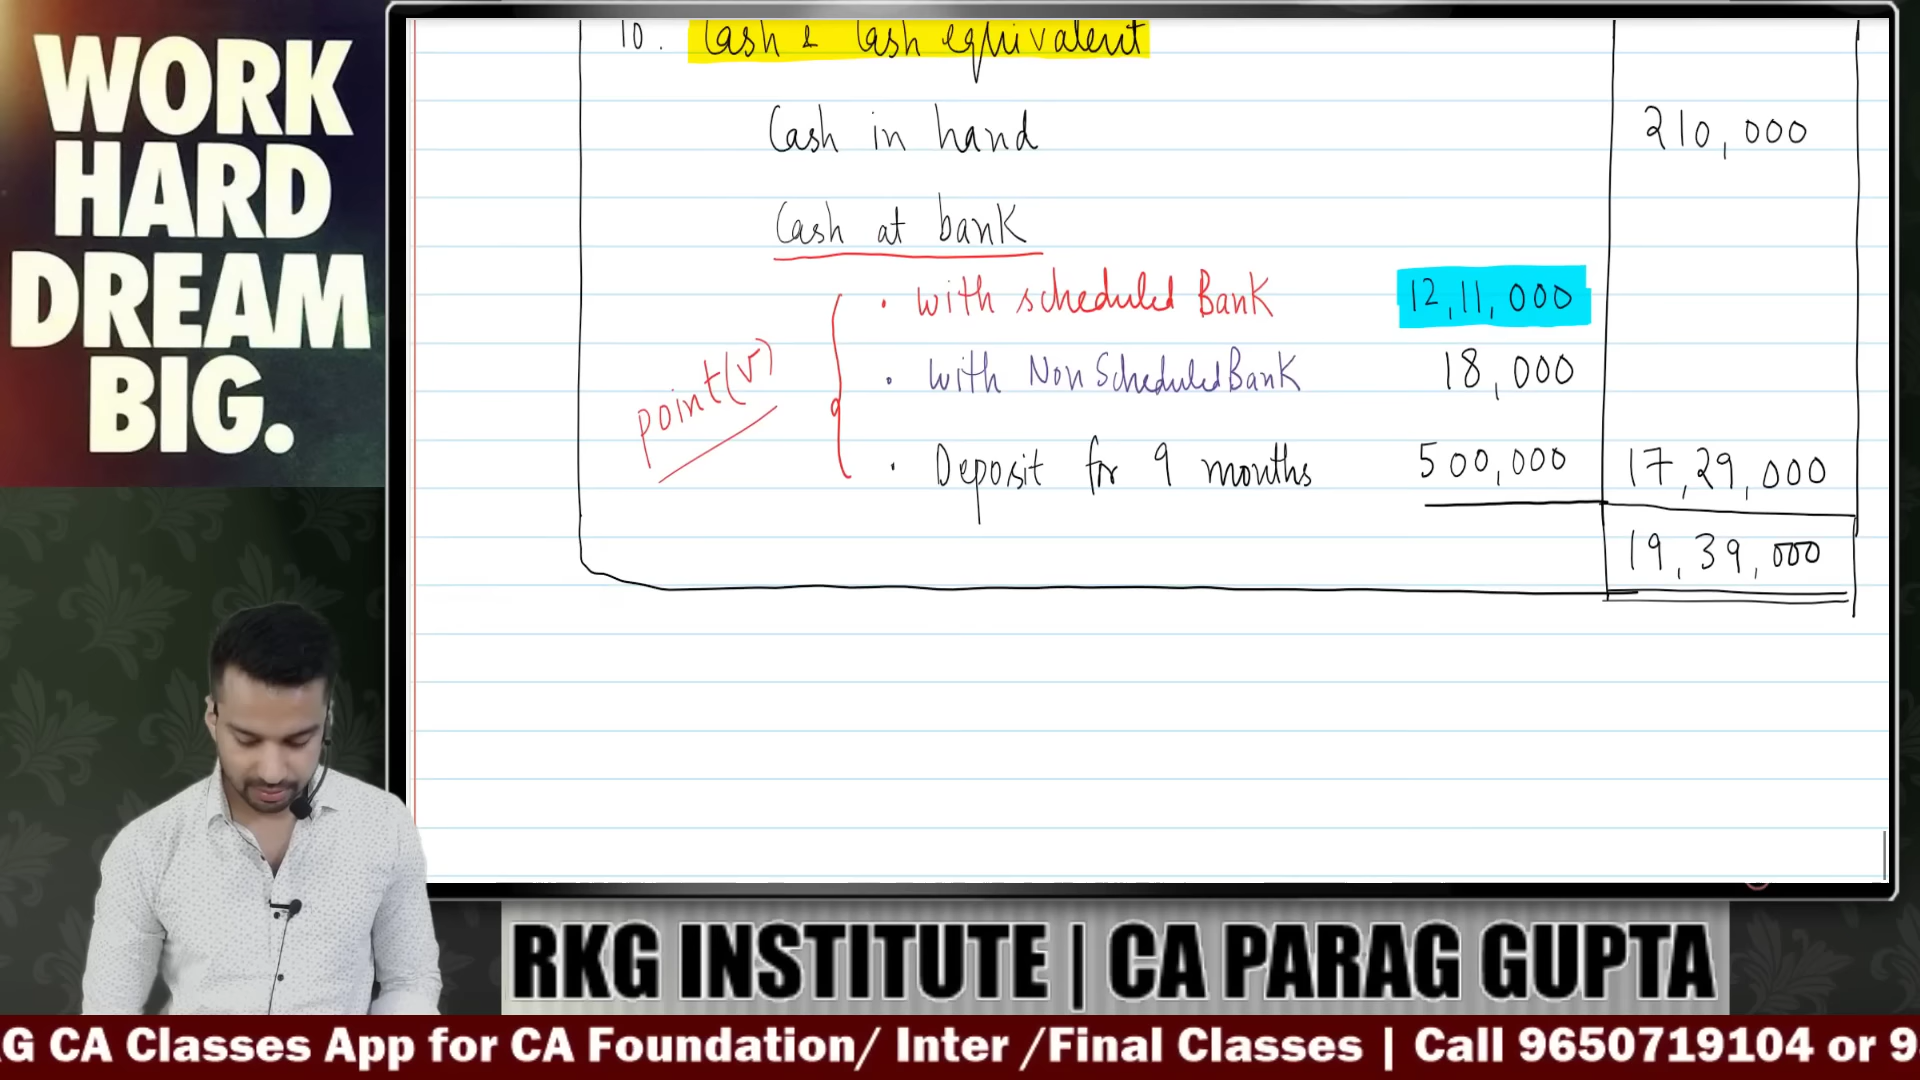 WORK
HARD
DREAM
BIG.
10. Cash & Cash equivalent
Cash in hand 210,000
Cash at bank
• with scheduled Bank 12,11,000
• with Non Scheduled Bank 18,000
point (v)
• Deposit for 9 months 500,000 17,29,000
19,39,000
RKG INSTITUTE | CA PARAG GUPTA
G CA Classes App for CA Foundation/ Inter /Final Classes | Call 9650719104 or 9